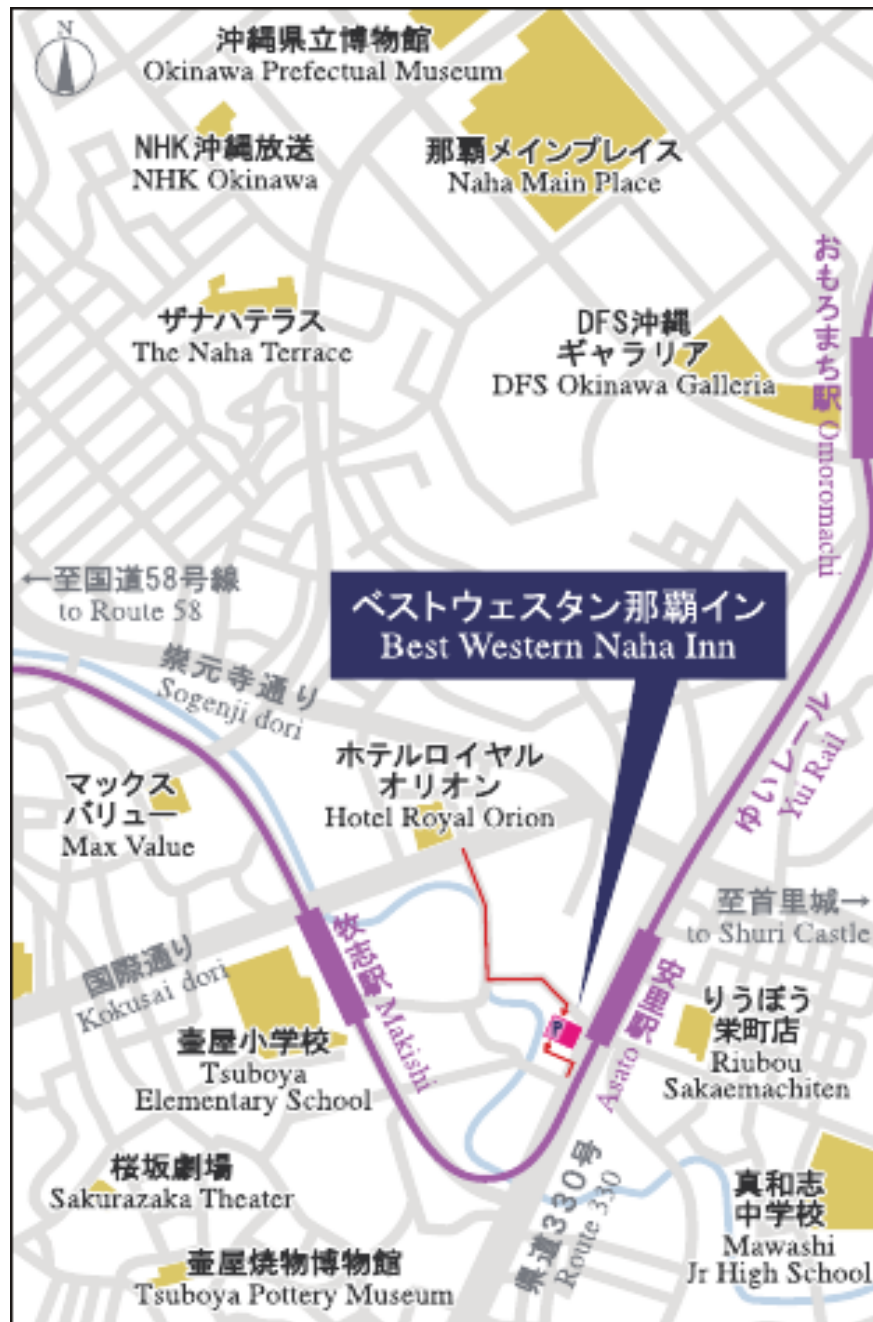 N
沖縄県立博物館
Okinawa Prefectual Museum
NHK沖縄放送
NHK Okinawa
那覇メインプレイス
Naha Main Place
おもろまち駅 Omoromachi
ザナハテラス
The Naha Terrace
DFS沖縄
ギャラリア
DFS Okinawa Galleria
←至国道58号線
to Route 58
ベストウェスタン那覇イン
Best Western Naha Inn
崇元寺通り
Sogenji dori
ゆいレール
Yui Rail
ホテルロイヤル
オリオン
Hotel Royal Orion
マックス
バリュー
Max Value
至首里城→
to Shuri Castle
国際通り
Kokusai dori
牧志駅 Makishi
P
安里駅
Asato
りうぼう
栄町店
Riubou
Sakaemachiten
壺屋小学校
Tsuboya
Elementary School
桜坂劇場
Sakurazaka Theater
県道330号
Route 330
真和志
中学校
Mawashi
Jr High School
壺屋焼物博物館
Tsuboya Pottery Museum